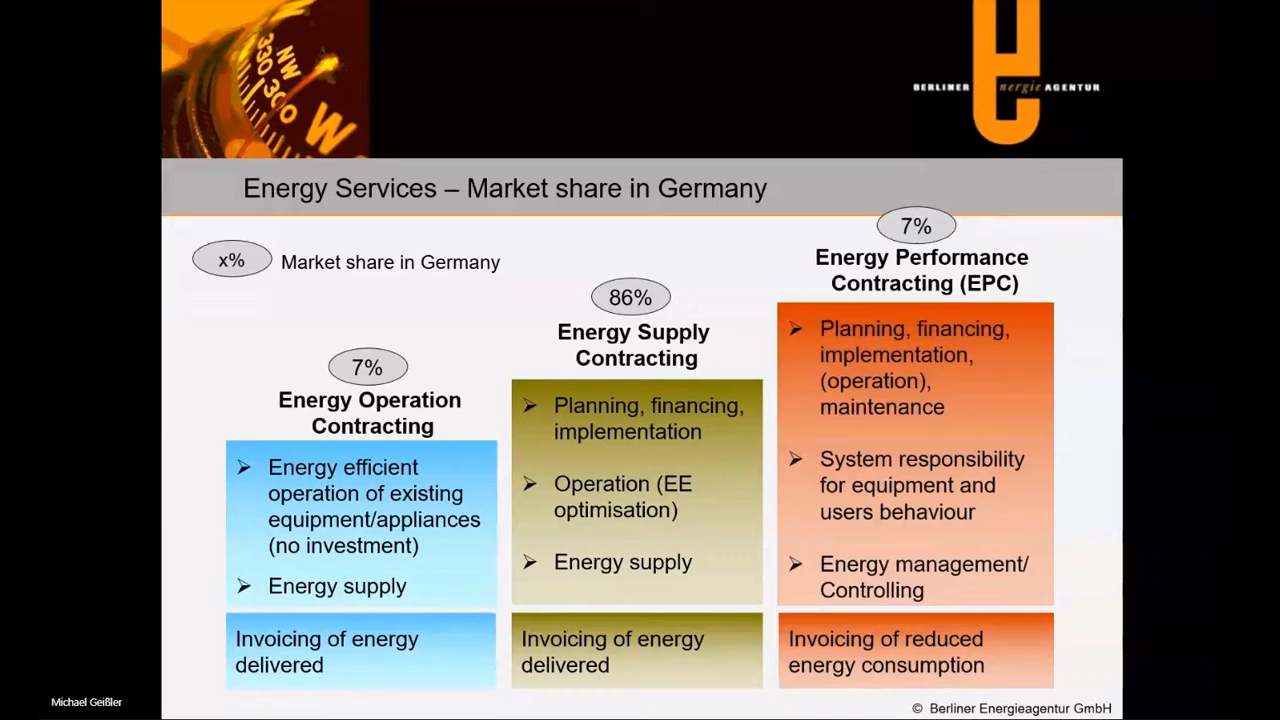 NW
330
300
W
BERLINER energie AGENTUR
Energy Services – Market share in Germany
x%
Market share in Germany
7%
Energy Operation
Contracting
Energy efficient
operation of existing
equipment/appliances
(no investment)
Energy supply
Invoicing of energy
delivered
86%
Energy Supply
Contracting
Planning, financing,
implementation
Operation (EE
optimisation)
Energy supply
Invoicing of energy
delivered
7%
Energy Performance
Contracting (EPC)
Planning, financing,
implementation,
(operation),
maintenance
System responsibility
for equipment and
users behaviour
Energy management/
Controlling
Invoicing of reduced
energy consumption
Michael Geißler
© Berliner Energieagentur GmbH